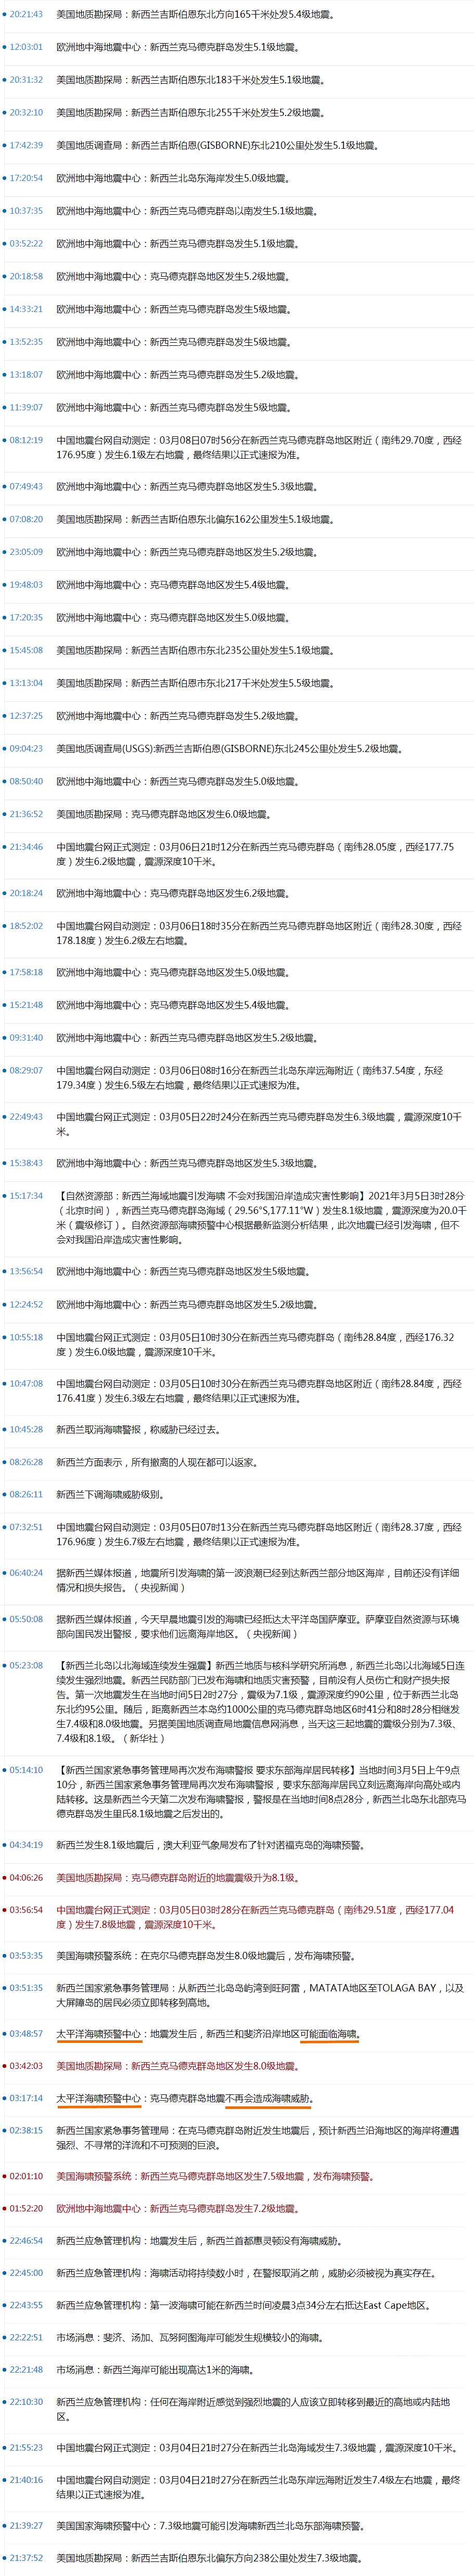 20:21:43 美国地质勘探局：新西兰吉斯伯恩东北方向165千米处发5.4级地震。
12:03:01 欧洲地中海地震中心：新西兰克马德克群岛发生5.1级地震。
20:31:32 美国地质勘探局：新西兰吉斯伯恩东北183千米处发生5.1级地震。
20:32:10 美国地质勘探局：新西兰吉斯伯恩东北255千米处发生5.2级地震。
17:42:39 美国地质调查局：新西兰吉斯伯恩(GISBORNE)东北210公里处发生5.1级地震。
17:20:54 欧洲地中海地震中心：新西兰北岛东海岸发生5.0级地震。
10:37:35 欧洲地中海地震中心：新西兰克马德克群岛以南发生5.1级地震。
03:52:22 欧洲地中海地震中心：新西兰克马德克群岛发生5.1级地震。
20:18:58 欧洲地中海地震中心：克马德克群岛地区发生5.2级地震。
14:33:21 欧洲地中海地震中心：新西兰克马德克群岛发生5级地震。
13:52:35 欧洲地中海地震中心：新西兰克马德克群岛发生5级地震。
13:18:07 欧洲地中海地震中心：新西兰克马德克群岛发生5.2级地震。
11:39:07 欧洲地中海地震中心：新西兰克马德克群岛发生5级地震。
08:12:19 中国地震台网自动测定：03月08日07时56分在新西兰克马德克群岛地区附近（南纬29.70度，西经
176.95度）发生6.1级左右地震，最终结果以正式速报为准。
07:49:43 欧洲地中海地震中心：新西兰克马德克群岛地区发生5.3级地震。
07:08:20 美国地质勘探局：新西兰吉斯伯恩东北偏东162公里发生5.1级地震。
23:05:09 欧洲地中海地震中心：新西兰克马德克群岛地区发生5.2级地震。
19:48:03 欧洲地中海地震中心：克马德克群岛地区发生5.4级地震。
17:20:35 欧洲地中海地震中心：克马德克群岛地区发生5.0级地震。
15:45:08 美国地质勘探局：新西兰吉斯伯恩市东北235公里处发生5.1级地震。
13:13:04 美国地质勘探局：新西兰吉斯伯恩市东北217千米处发生5.5级地震。
12:37:25 欧洲地中海地震中心：新西兰克马德克群岛发生5.2级地震。
09:04:23 美国地质调查局(USGS):新西兰吉斯伯恩(GISBORNE)东北245公里处发生5.2级地震。
08:50:40 欧洲地中海地震中心：新西兰克马德克群岛发生5.0级地震。
21:36:52 美国地质勘探局：克马德克群岛地区发生6.0级地震。
21:34:46 中国地震台网正式测定：03月06日21时12分在新西兰克马德克群岛（南纬28.05度，西经177.75
度）发生6.2级地震，震源深度10千米。
20:18:24 欧洲地中海地震中心：克马德克群岛地区发生6.2级地震。
18:52:02 中国地震台网自动测定：03月06日18时35分在新西兰克马德克群岛地区附近（南纬28.30度，西经
178.18度）发生6.2级左右地震。
17:58:18 欧洲地中海地震中心：克马德克群岛地区发生5.0级地震。
15:21:48 欧洲地中海地震中心：克马德克群岛地区发生5.4级地震。
09:31:40 欧洲地中海地震中心：新西兰克马德克群岛地区发生5.2级地震。
08:29:07 中国地震台网自动测定：03月06日08时16分在新西兰北岛东岸远海附近（南纬37.54度，东经
179.34度）发生6.5级左右地震，最终结果以正式速报为准。
22:49:43 中国地震台网正式测定：03月05日22时24分在新西兰克马德克群岛发生6.3级地震，震源深度10千
米。
15:38:43 欧洲地中海地震中心：新西兰克马德克群岛地区发生5.3级地震。
15:17:34 【自然资源部：新西兰海域地震引发海啸 不会对我国沿岸造成灾害性影响】2021年3月5日3时28分
（北京时间），新西兰克马德克群岛海域（29.56°S,177.11°W）发生8.1级地震，震源深度为20.0千
米（震级修订）。自然资源部海啸预警中心根据最新监测分析结果，此次地震已经引发海啸，但不
会对我国沿岸造成灾害性影响。
13:56:54 欧洲地中海地震中心：新西兰克马德克群岛地区发生5级地震。
12:24:52 欧洲地中海地震中心：新西兰克马德克群岛地区发生5.2级地震。
10:55:18 中国地震台网正式测定：03月05日10时30分在新西兰克马德克群岛（南纬28.84度，西经176.32
度）发生6.0级地震，震源深度10千米。
10:47:08 中国地震台网自动测定：03月05日10时30分在新西兰克马德克群岛地区附近（南纬28.84度，西经
176.41度）发生6.3级左右地震，最终结果以正式速报为准。
10:45:28 新西兰取消海啸警报，称威胁已经过去。
08:26:28 新西兰方面表示，所有撤离的人现在都可以返家。
08:26:11 新西兰下调海啸威胁级别。
07:32:51 中国地震台网自动测定：03月05日07时13分在新西兰克马德克群岛地区附近（南纬28.37度，西经
176.96度）发生6.7级左右地震，最终结果以正式速报为准。
06:40:24 据新西兰媒体报道，地震所引发海啸的第一波浪潮已经到达新西兰部分地区海岸，目前还没有详细
情况和损失报告。（央视新闻）
05:50:08 据新西兰媒体报道，今天早晨地震引发的海啸已经抵达太平洋岛国萨摩亚。萨摩亚自然资源与环境
部向国民发出警报，要求他们远离海岸地区。（央视新闻）
05:23:08 【新西兰北岛以北海域连续发生强震】新西兰地质与核科学研究所消息，新西兰北岛以北海域5日连
续发生强烈地震。新西兰民防部门已发布海啸和地质灾害预警，目前没有人员伤亡和财产损失报
告。第一次地震发生在当地时间5日2时27分，震级为7.1级，震源深度约90公里，位于新西兰北岛
东北约95公里。随后，距离新西兰本岛约1000公里的克马德克群岛地区6时41分和8时28分相继发
生7.4级和8.0级地震。另据美国地质调查局地震信息网消息，当天这三起地震的震级分别为7.3级、
7.4级和8.1级。（新华社）
05:14:10 【新西兰国家紧急事务管理局再次发布海啸警报 要求东部海岸居民转移】当地时间3月5日上午9点
10分，新西兰国家紧急事务管理局再次发布海啸警报，要求东部海岸居民立刻远离海岸向高处或内
陆转移。这是新西兰今天第二次发布海啸警报，警报是在当地时间8点28分，新西兰北岛东北部克马
德克群岛发生里氏8.1级地震之后发出的。
04:34:19 新西兰发生8.1级地震后，澳大利亚气象局发布了针对诺福克岛的海啸预警。
04:06:26 美国地质勘探局：克马德克群岛附近的地震震级升为8.1级。
03:56:54 中国地震台网正式测定：03月05日03时28分在新西兰克马德克群岛（南纬29.51度，西经177.04
度）发生7.8级地震，震源深度10千米。
03:53:35 美国海啸预警系统：在克尔马德克群岛发生8.0级地震后，发布海啸预警。
03:51:35 新西兰国家紧急事务管理局：从新西兰北岛岛屿湾到旺阿雷，MATATA地区至TOLAGA BAY，以及
大屏障岛的居民必须立即转移到高地。
03:48:57 太平洋海啸预警中心：地震发生后，新西兰和斐济沿岸地区可能面临海啸。
03:42:03 美国地质勘探局：新西兰克马德克群岛地区发生8.0级地震。
03:17:14 太平洋海啸预警中心：克马德克群岛地震不再会造成海啸威胁。
02:38:15 新西兰国家紧急事务管理局：在克马德克群岛附近发生地震后，预计新西兰沿海地区的海岸将遭遇
强烈、不寻常的洋流和不可预测的巨浪。
02:01:10 美国海啸预警系统：新西兰克马德克群岛地区发生7.5级地震，发布海啸预警。
01:52:20 欧洲地中海地震中心：新西兰克马德克群岛发生7.2级地震。
22:46:54 新西兰应急管理机构：地震发生后，新西兰首都惠灵顿没有海啸威胁。
22:45:00 新西兰应急管理机构：海啸活动将持续数小时，在警报取消之前，威胁必须被视为真实存在。
22:43:55 新西兰应急管理机构：第一波海啸可能在新西兰时间凌晨3点34分左右抵达East Cape地区。
22:22:51 市场消息：斐济、汤加、瓦努阿图海岸可能发生规模较小的海啸。
22:21:48 市场消息：新西兰海岸可能出现高达1米的海啸。
22:10:30 新西兰应急管理机构：任何在海岸附近感觉到强烈地震的人应该立即转移到最近的高地或内陆地
区。
21:55:23 中国地震台网正式测定：03月04日21时27分在新西兰北岛海域发生7.3级地震，震源深度10千米。
21:40:16 中国地震台网自动测定：03月04日21时27分在新西兰北岛东岸远海附近发生7.4级左右地震，最终
结果以正式速报为准。
21:39:27 美国国家海啸预警中心：7.3级地震可能引发海啸新西兰北岛东部海啸预警。
21:37:52 美国地质勘探局：新西兰吉斯伯恩东北偏东方向238公里处发生7.3级地震。